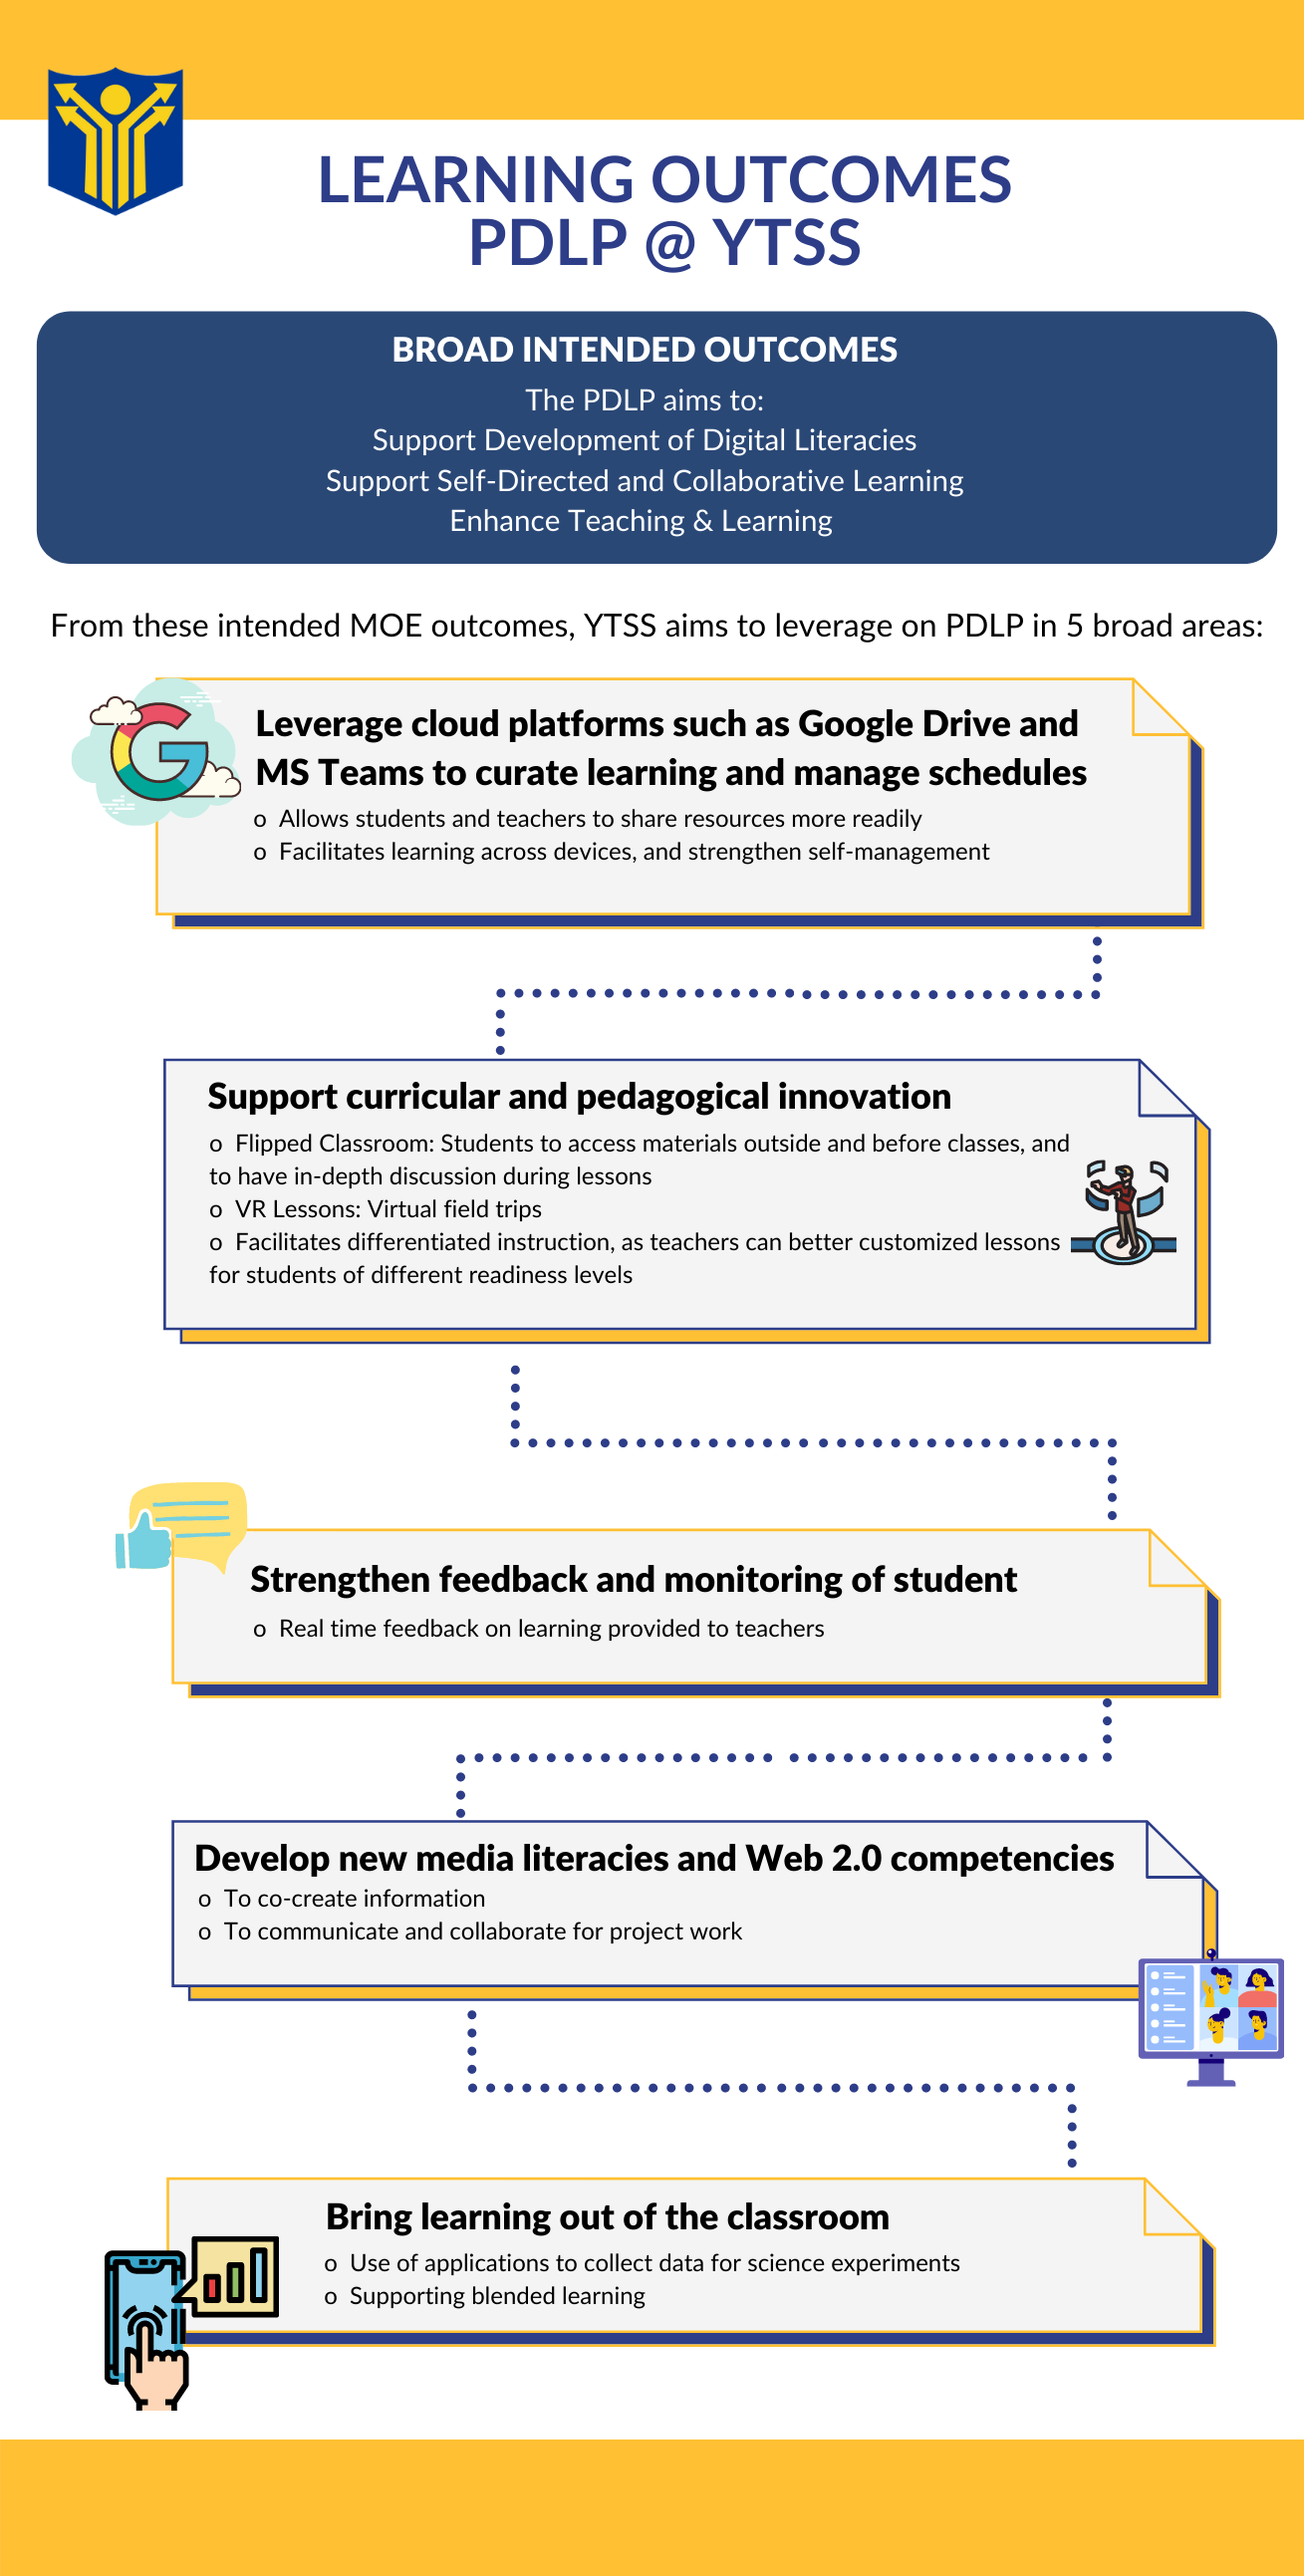 LEARNING OUTCOMES
PDLP @ YTSS
BROAD INTENDED OUTCOMES
The PDLP aims to:
Support Development of Digital Literacies
Support Self-Directed and Collaborative Learning
Enhance Teaching & Learning
From these intended MOE outcomes, YTSS aims to leverage on PDLP in 5 broad areas:
Leverage cloud platforms such as Google Drive and
MS Teams to curate learning and manage schedules
o Allows students and teachers to share resources more readily
o Facilitates learning across devices, and strengthen self-management
Support curricular and pedagogical innovation
o Flipped Classroom: Students to access materials outside and before classes, and
to have in-depth discussion during lessons
o VR Lessons: Virtual field trips
o Facilitates differentiated instruction, as teachers can better customized lessons
for students of different readiness levels
Strengthen feedback and monitoring of student
o Real time feedback on learning provided to teachers
Develop new media literacies and Web 2.0 competencies
o To co-create information
o To communicate and collaborate for project work
Bring learning out of the classroom
o Use of applications to collect data for science experiments
o Supporting blended learning